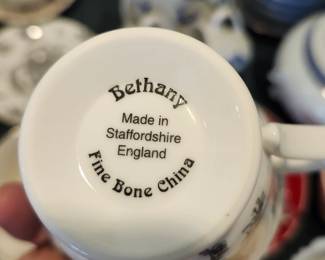 Bethany
Made in
Staffordshire
England
Fine Bone China